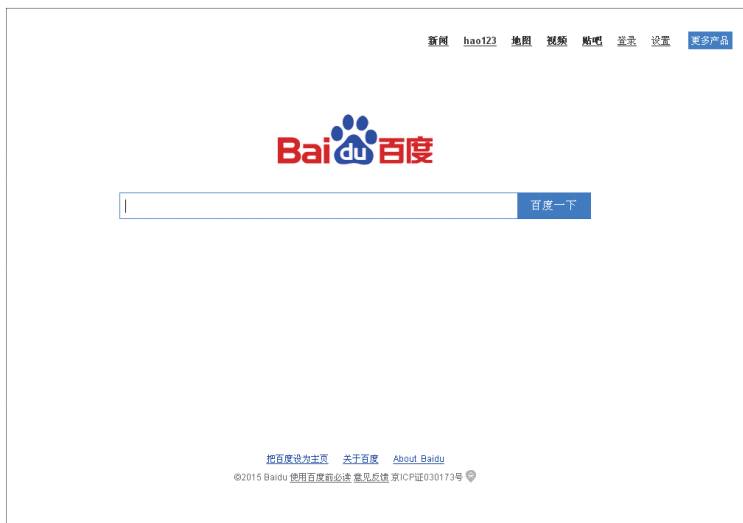 新闻 hao123 地图 视频 贴吧 登录 设置 更多产品
Bai du 百度
百度一下
把百度设为主页 关于百度 About Baidu
©2015 Baidu 使用百度前必读 意见反馈 京ICP证030173号